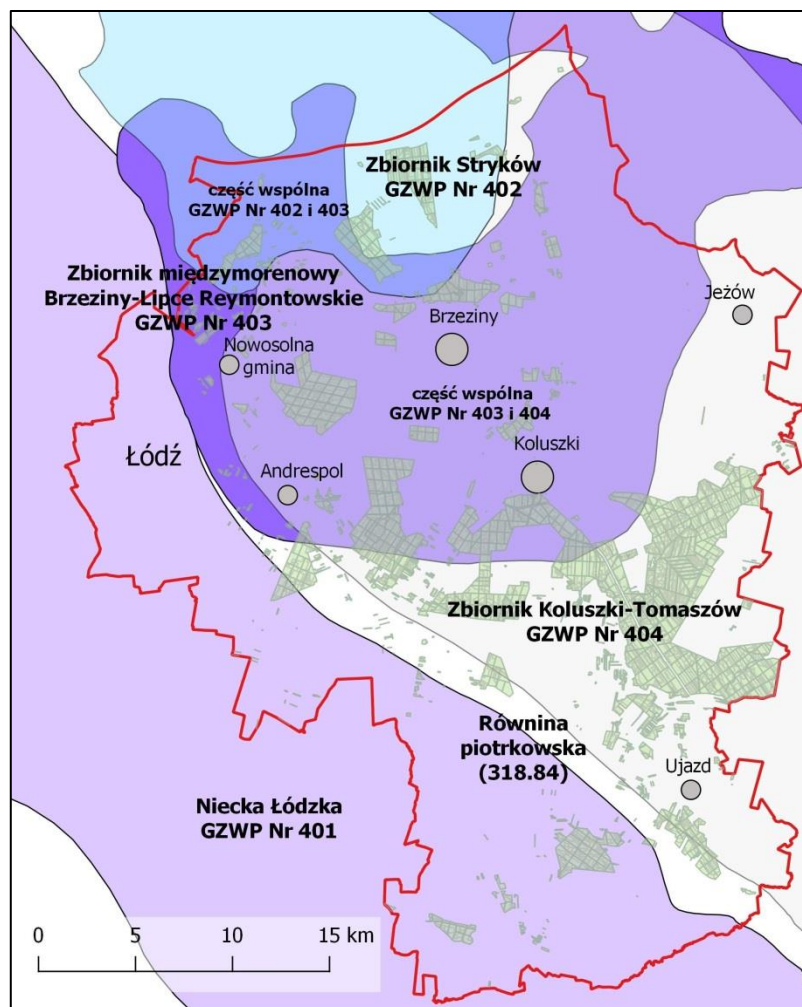 Zbiornik Stryków
GZWP Nr 402
część wspólna
GZWP Nr 402 i 403
Zbiornik międzymorenowy
Brzeziny-Lipce Reymontowskie
GZWP Nr 403
Jeżów
Brzeziny
Nowosolna
gmina
część wspólna
GZWP Nr 403 i 404
Koluszki
Łódź
Andrespol
Zbiornik Koluszki-Tomaszów
GZWP Nr 404
Równina
piotrkowska
(318.84)
Ujazd
Niecka Łódzka
GZWP Nr 401
0 5 10 15 km